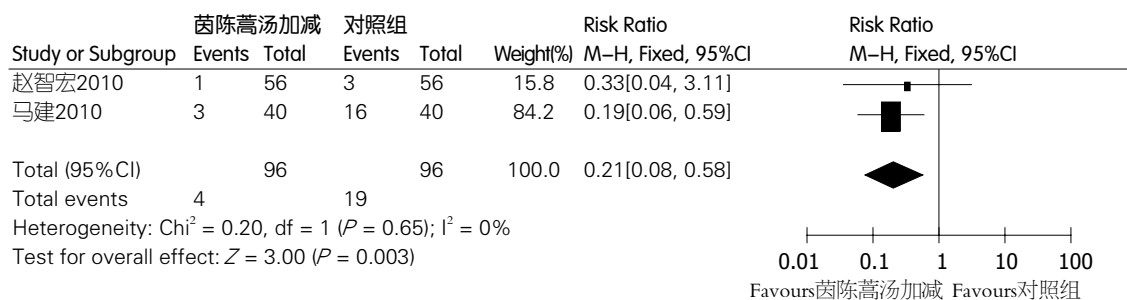 茵陈蒿汤加减 对照组 Risk Ratio Risk Ratio
Study or Subgroup Events Total Events Total Weight(%) M–H, Fixed, 95%CI M–H, Fixed, 95%CI
赵智宏2010 1 56 3 56 15.8 0.33[0.04, 3.11]
马建2010 3 40 16 40 84.2 0.19[0.06, 0.59]
Total (95%CI) 96 96 100.0 0.21[0.08, 0.58]
Total events 4 19
Heterogeneity: Chi² = 0.20, df = 1 (P = 0.65); I² = 0%
Test for overall effect: Z = 3.00 (P = 0.003)
0.01 0.1 1 10 100
Favours茵陈蒿汤加减 Favours对照组